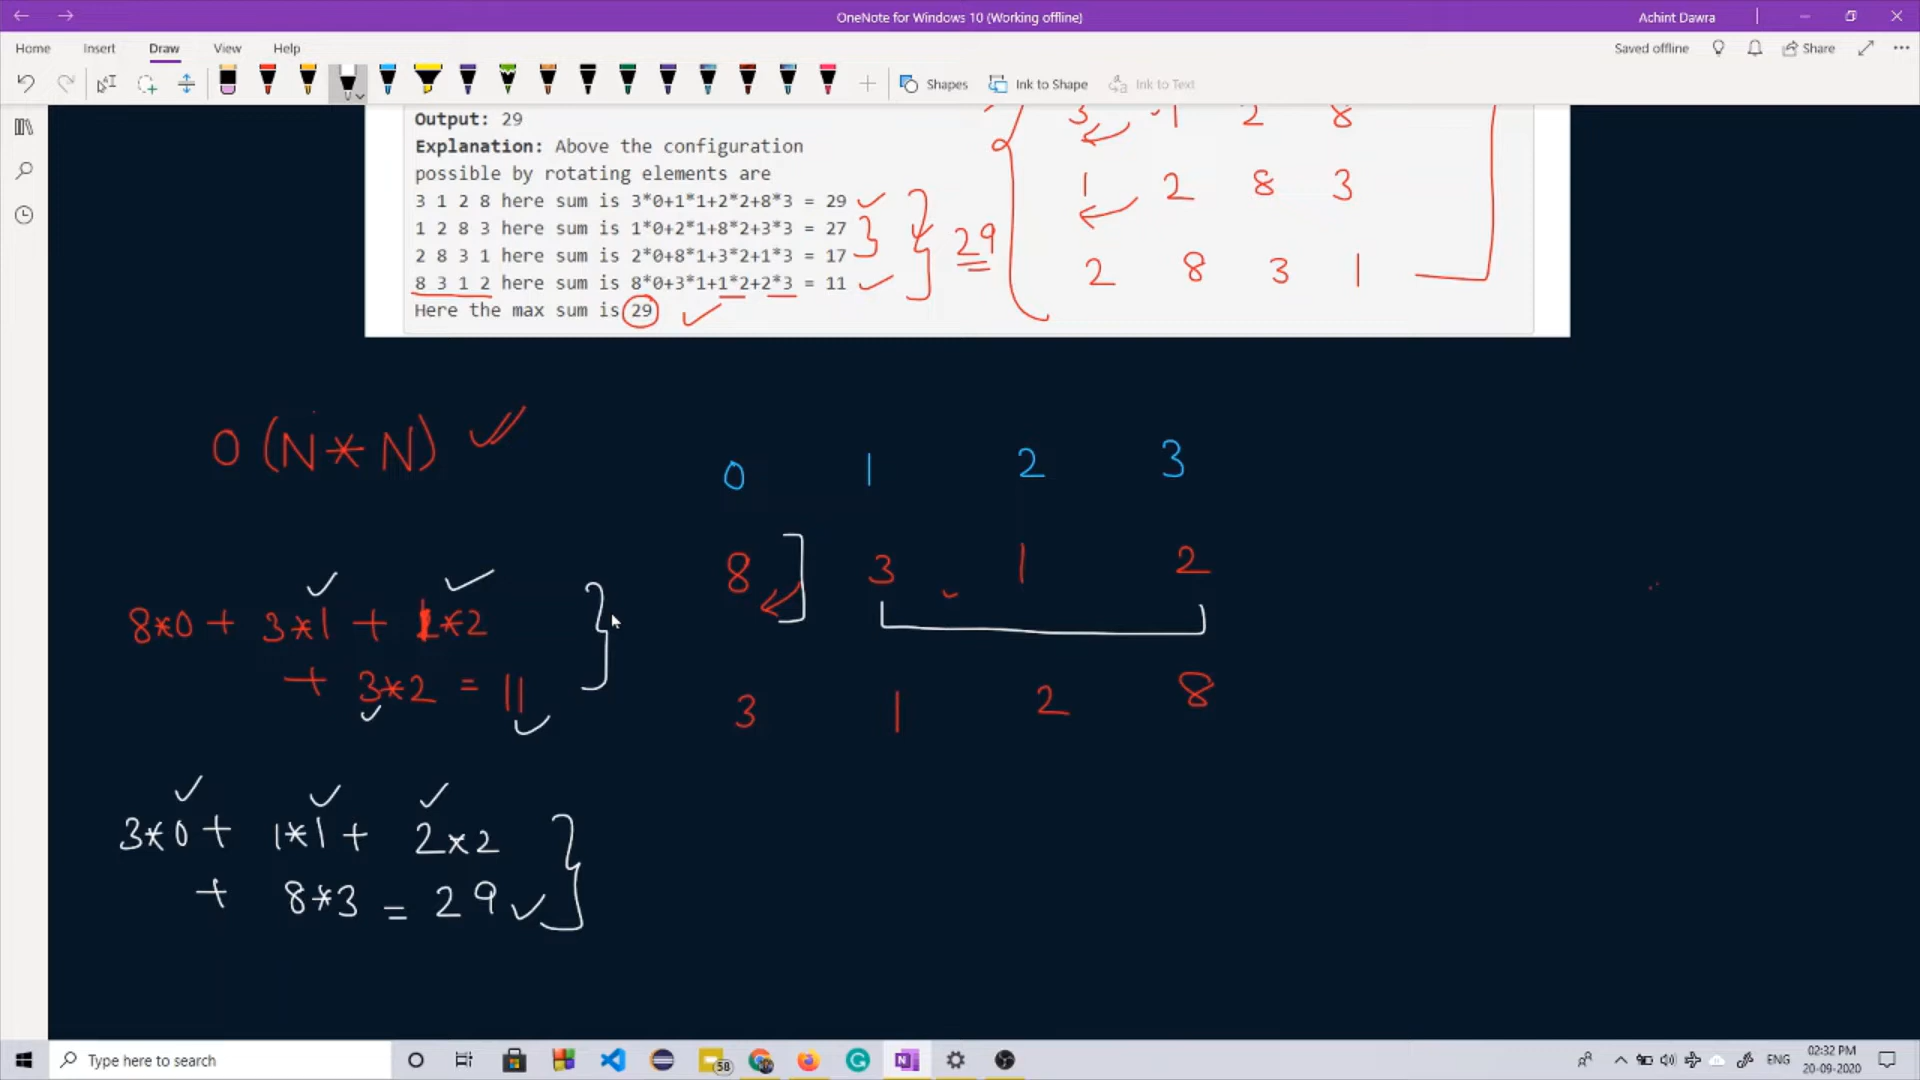 OneNote for Windows 10 (Working offline)
Achint Dawra
Home Insert Draw View Help
Saved offline
Share
Shapes
Ink to Shape
Ink to Text
Output: 29
Explanation: Above the configuration
possible by rotating elements are
3 1 2 8 here sum is 3*0+1*1+2*2+8*3 = 29
1 2 8 3 here sum is 1*0+2*1+8*2+3*3 = 27
2 8 3 1 here sum is 2*0+8*1+3*2+1*3 = 17
8 3 1 2 here sum is 8*0+3*1+1*2+2*3 = 11
Here the max sum is 29
29
3 1 2 8
1 2 8 3
2 8 3 1
O (N * N)
0 1 2 3
8 3 1 2
3 1 2 8
8*0 + 3*1 + 1*2
+ 3*2 = 11
3*0 + 1*1 + 2×2
+ 8*3 = 29
Type here to search
58
ENG
02:32 PM
20-09-2020